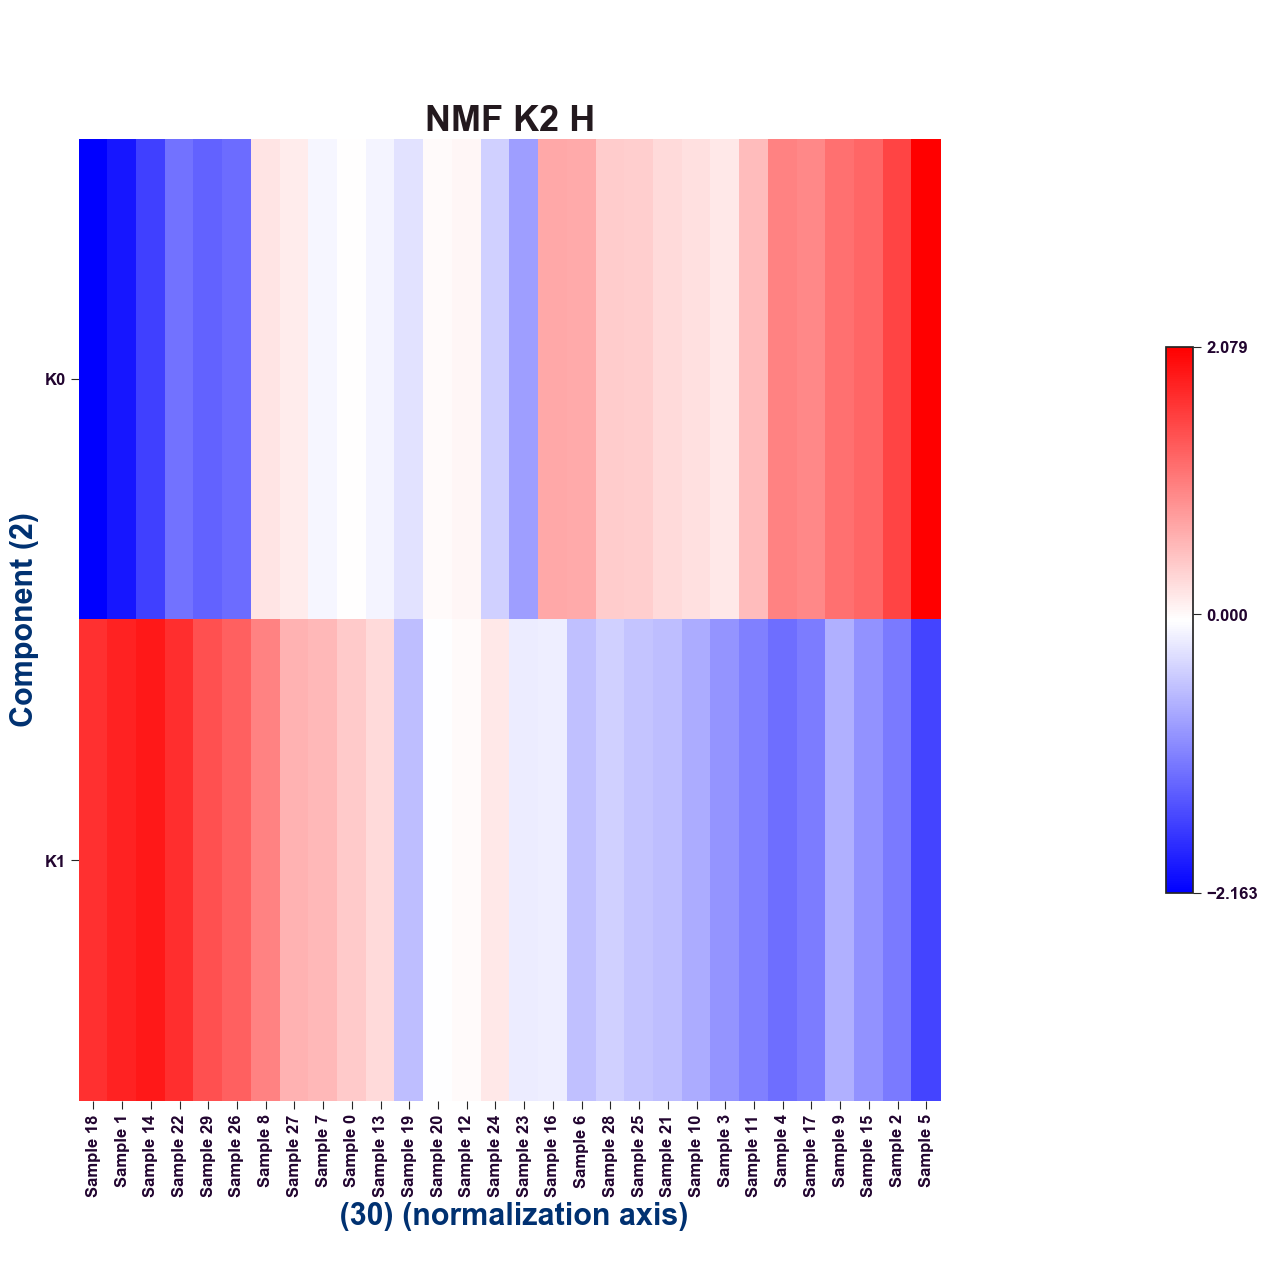 NMF K2 H
K0
K1
Component (2)
Sample 18
Sample 1
Sample 14
Sample 22
Sample 29
Sample 26
Sample 8
Sample 27
Sample 7
Sample 0
Sample 13
Sample 19
Sample 20
Sample 12
Sample 24
Sample 23
Sample 16
Sample 6
Sample 28
Sample 25
Sample 21
Sample 10
Sample 3
Sample 11
Sample 4
Sample 17
Sample 9
Sample 15
Sample 2
Sample 5
(30) (normalization axis)
2.079
0.000
−2.163